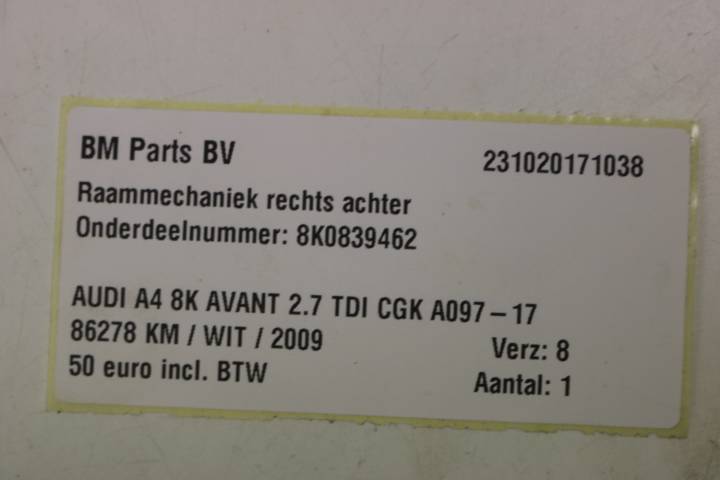 BM Parts BV 231020171038
Raammechaniek rechts achter
Onderdeelnummer: 8K0839462
AUDI A4 8K AVANT 2.7 TDI CGK A097-17
86278 KM / WIT / 2009 Verz: 8
50 euro incl. BTW Aantal: 1